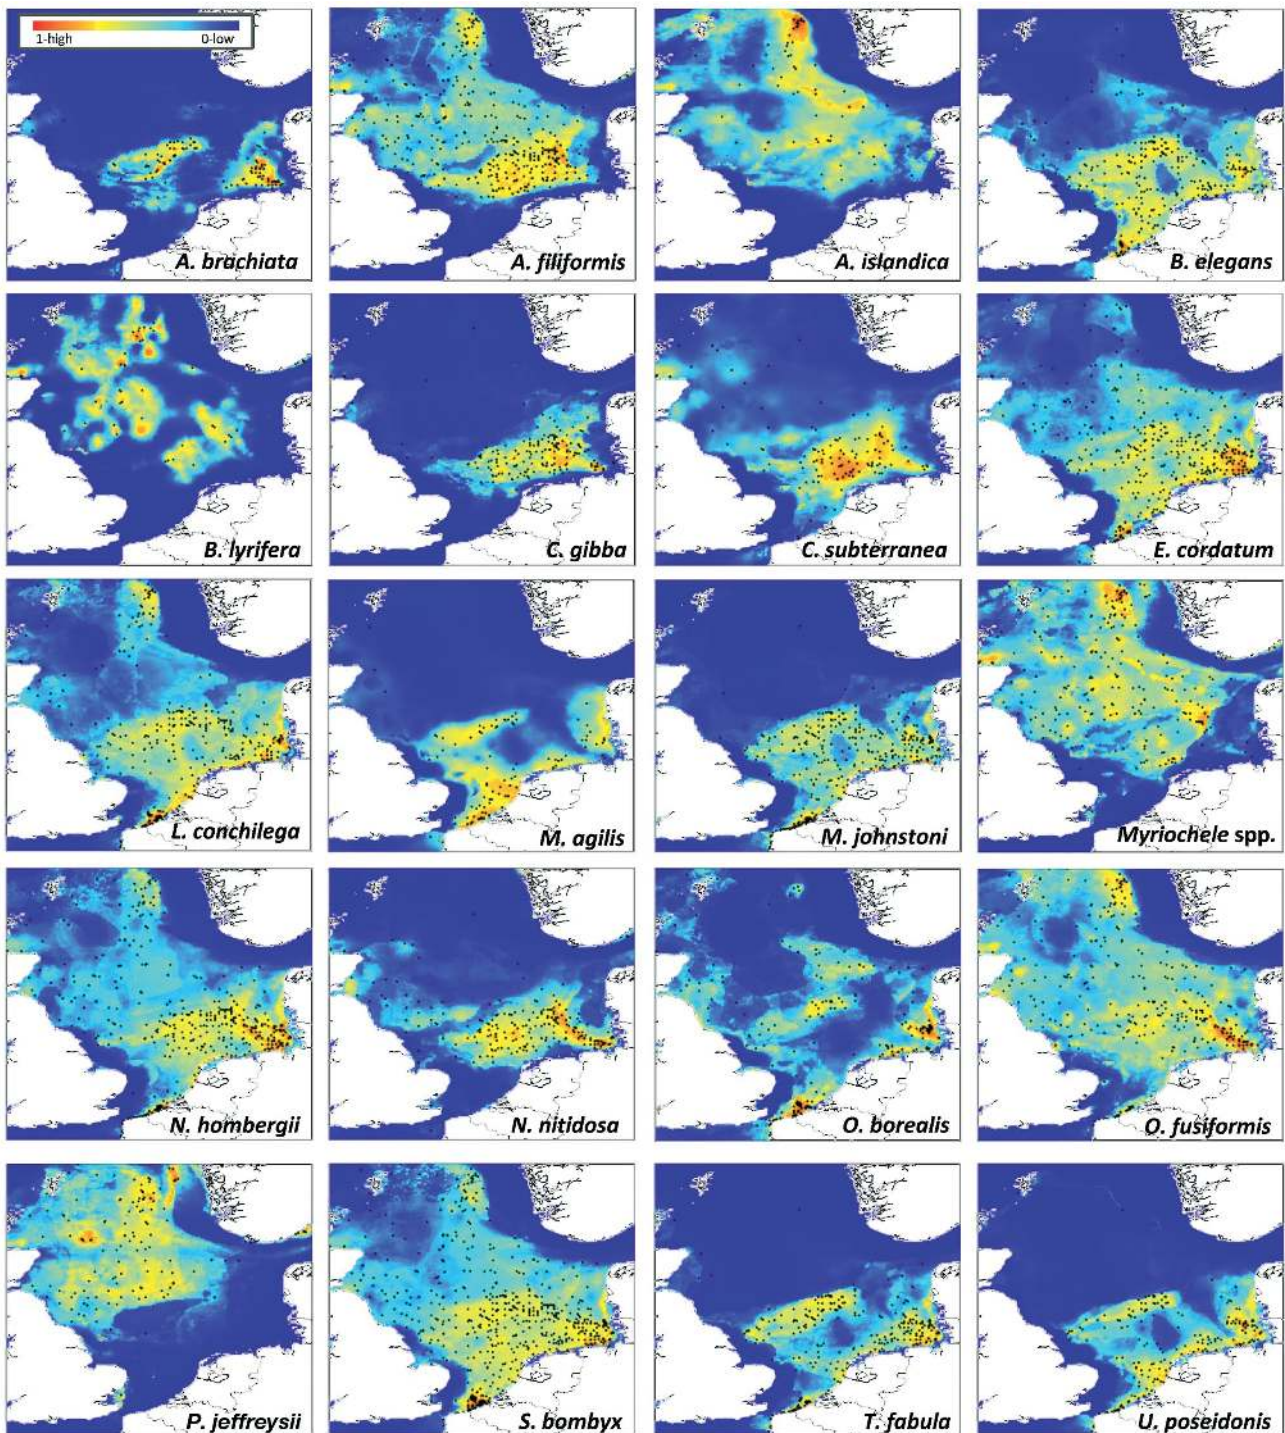 1-high 0-low
A. brachiata
A. filiformis
A. islandica
B. elegans
B. lyrifera
C. gibba
C. subterranea
E. cordatum
L. conchilega
M. agilis
M. johnstoni
Myriochele spp.
N. hombergii
N. nitidosa
O. borealis
O. fusiformis
P. jeffreysii
S. bombyx
T. fabula
U. poseidonis